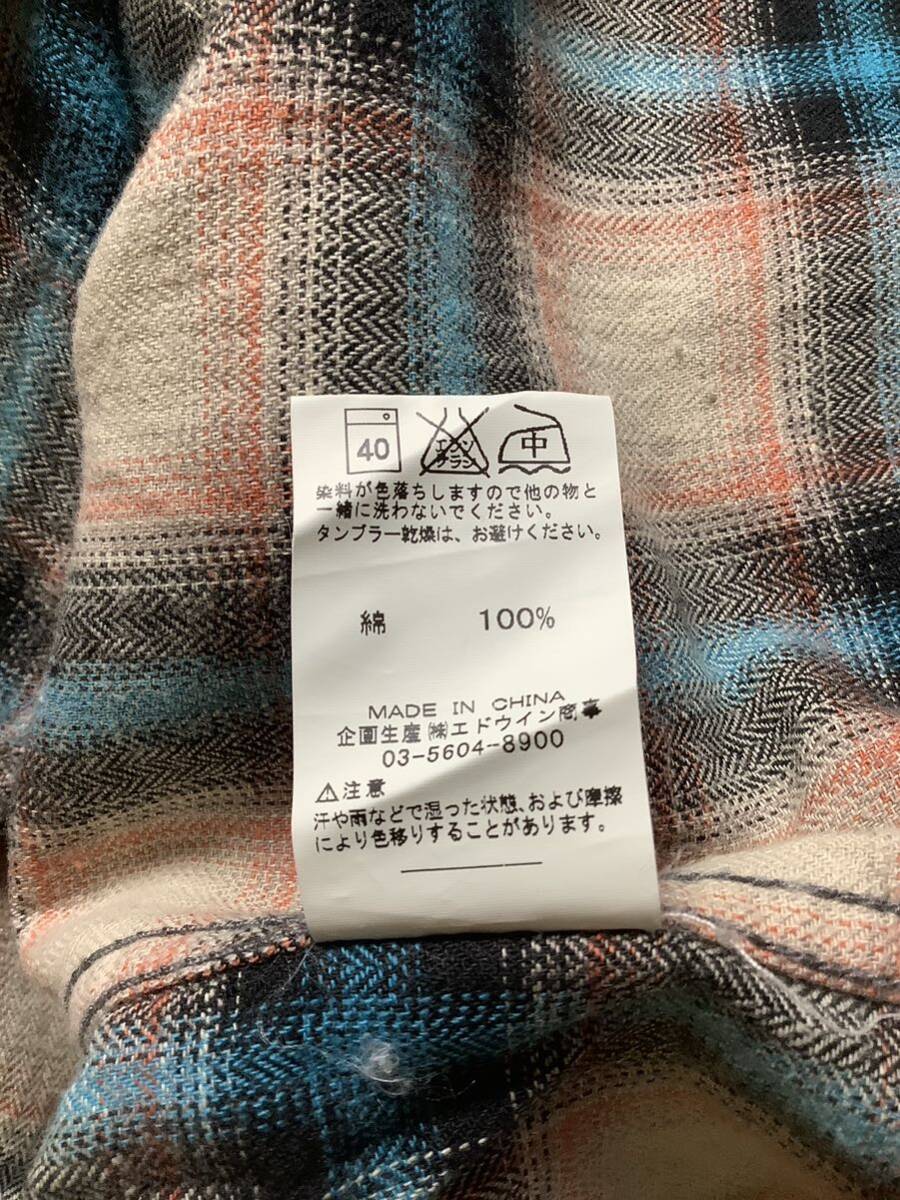 40 エンソサラシ 中
染料が色落ちしますので他の物と
一緒に洗わないでください。
タンブラー乾燥は、お避けください。
綿 100%
MADE IN CHINA
企画生産㈱エドウイン商事
03-5604-8900
⚠注意
汗や雨などで湿った状態、および摩擦
により色移りすることがあります。